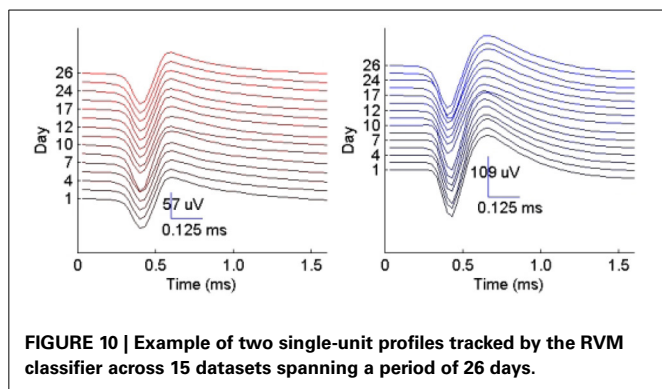 26
24
17
12
10
7
4
1
Day
57 uV
0.125 ms
0
0.5
1.0
1.5
Time (ms)
26
24
17
12
10
7
4
1
Day
109 uV
0.125 ms
0
0.5
1.0
1.5
Time (ms)
FIGURE 10 | Example of two single-unit profiles tracked by the RVM
classifier across 15 datasets spanning a period of 26 days.